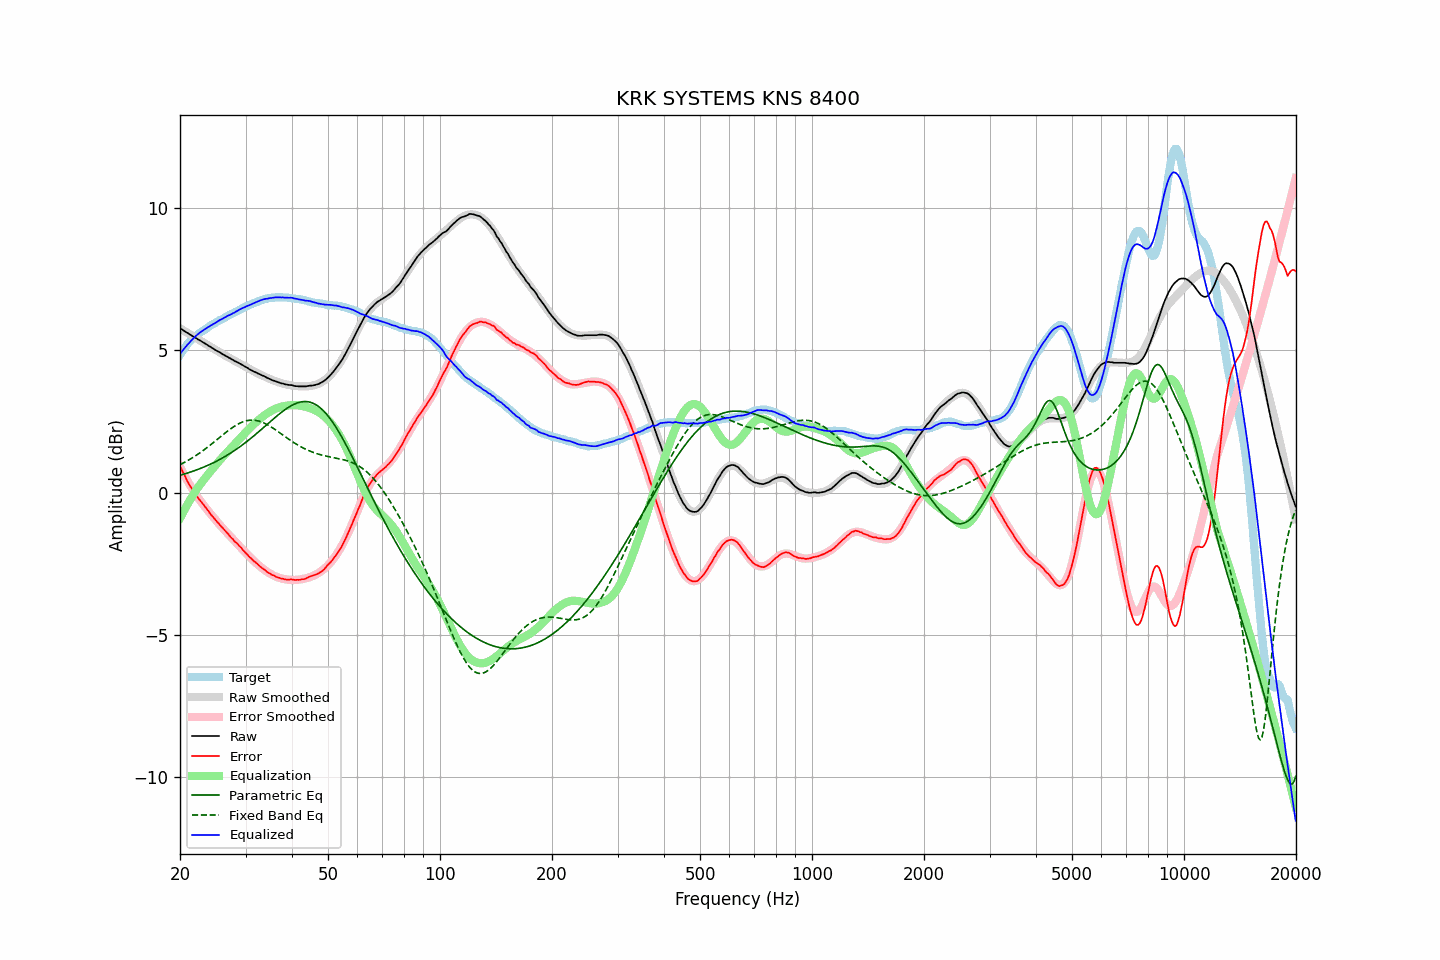 KRK SYSTEMS KNS 8400
Amplitude (dBr)
10
5
0
−5
−10
Target
Raw Smoothed
Error Smoothed
Raw
Error
Equalization
Parametric Eq
Fixed Band Eq
Equalized
20 50 100 200 500 1000 2000 5000 10000 20000
Frequency (Hz)